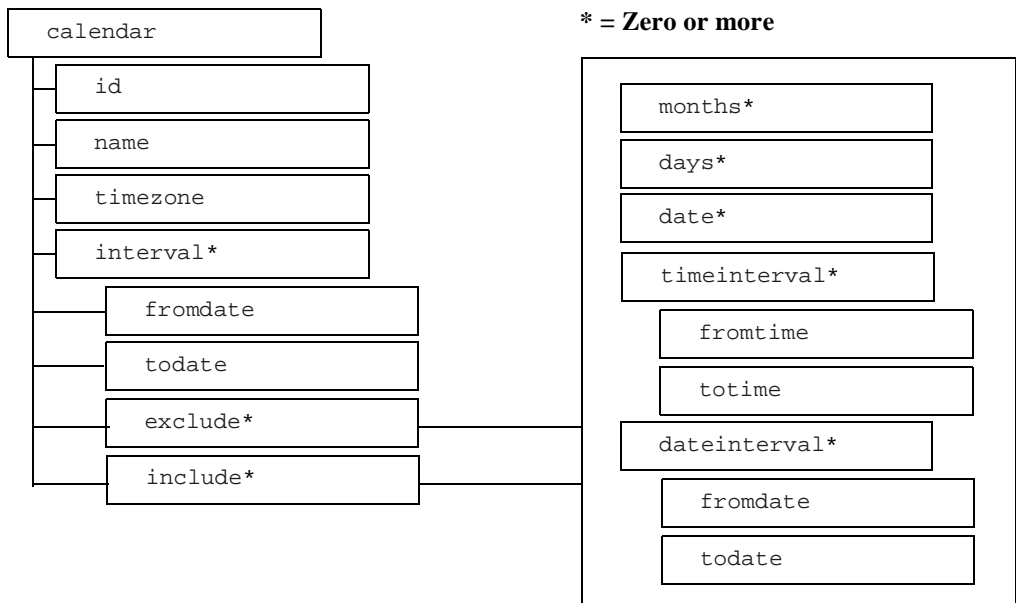 calendar
id
name
timezone
interval*
fromdate
todate
exclude*
include*
* = Zero or more
months*
days*
date*
timeinterval*
fromtime
totime
dateinterval*
fromdate
todate